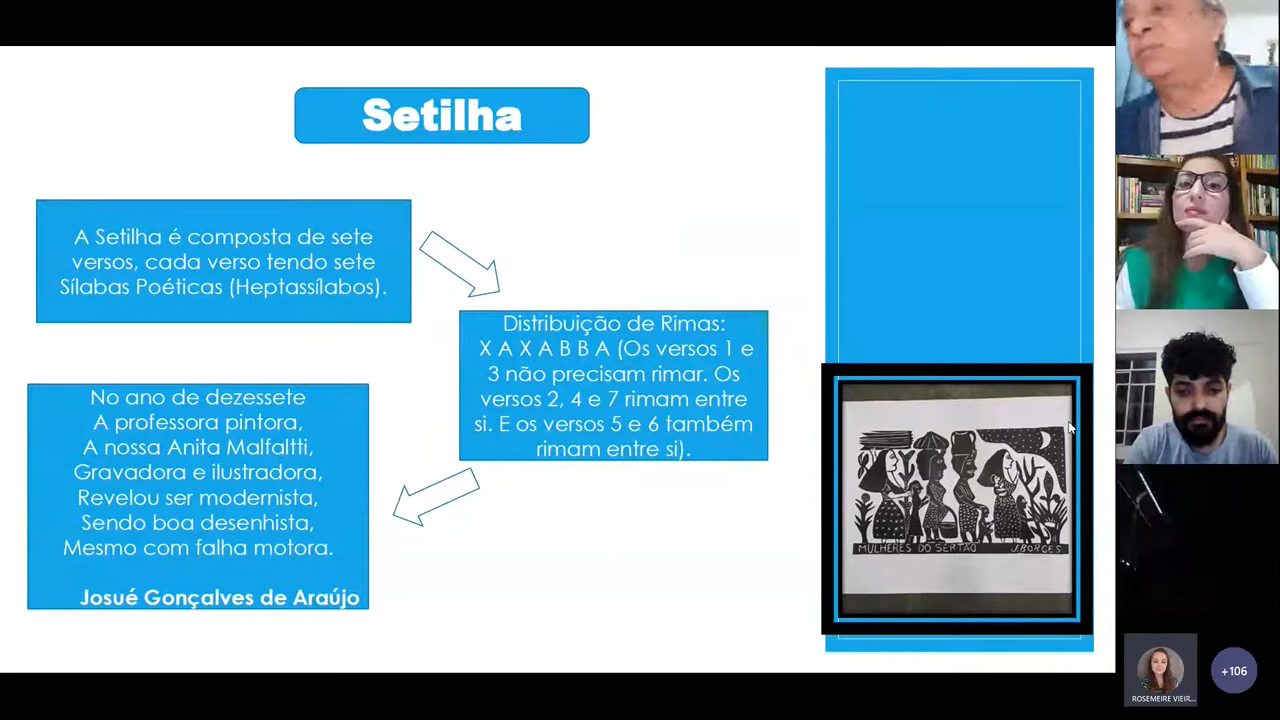 Setilha
A Setilha é composta de sete
versos, cada verso tendo sete
Sílabas Poéticas (Heptassílabos).
Distribuição de Rimas:
X A X A B B A (Os versos 1 e
3 não precisam rimar. Os
versos 2, 4 e 7 rimam entre
si. E os versos 5 e 6 também
rimam entre si).
No ano de dezessete
A professora pintora,
A nossa Anita Malfaltti,
Gravadora e ilustradora,
Revelou ser modernista,
Sendo boa desenhista,
Mesmo com falha motora.
Josué Gonçalves de Araújo
MULHERES DO SERTÃO J.BORGES
ROSEMEIRE VIEIR...
+106